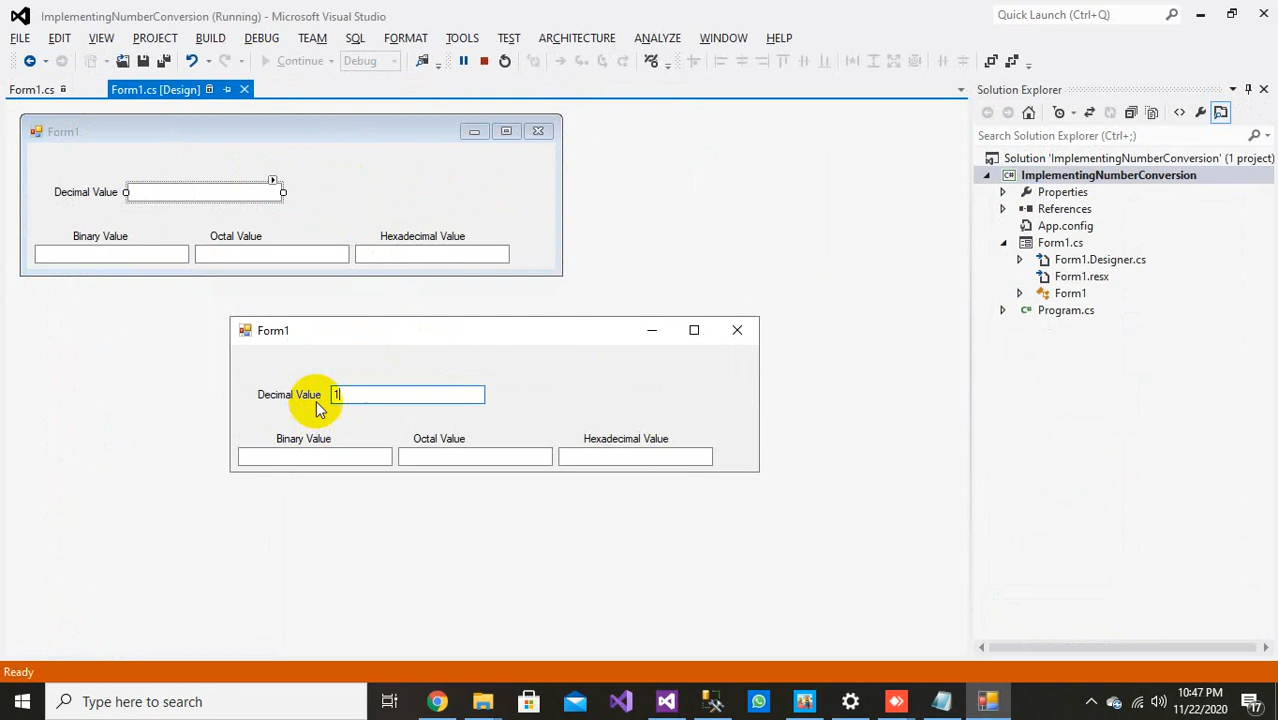 ImplementingNumberConversion (Running) - Microsoft Visual Studio
Quick Launch (Ctrl+Q)
FILE EDIT VIEW PROJECT BUILD DEBUG TEAM SQL FORMAT TOOLS TEST ARCHITECTURE ANALYZE WINDOW HELP
Continue Debug
Form1.cs Form1.cs [Design]
Solution Explorer
Search Solution Explorer (Ctrl+;)
Solution 'ImplementingNumberConversion' (1 project)
ImplementingNumberConversion
Properties
References
App.config
Form1.cs
Form1.Designer.cs
Form1.resx
Form1
Program.cs
Form1
Decimal Value
Binary Value Octal Value Hexadecimal Value
Form1
Decimal Value 1
Binary Value Octal Value Hexadecimal Value
Ready
Type here to search
10:47 PM
11/22/2020
17